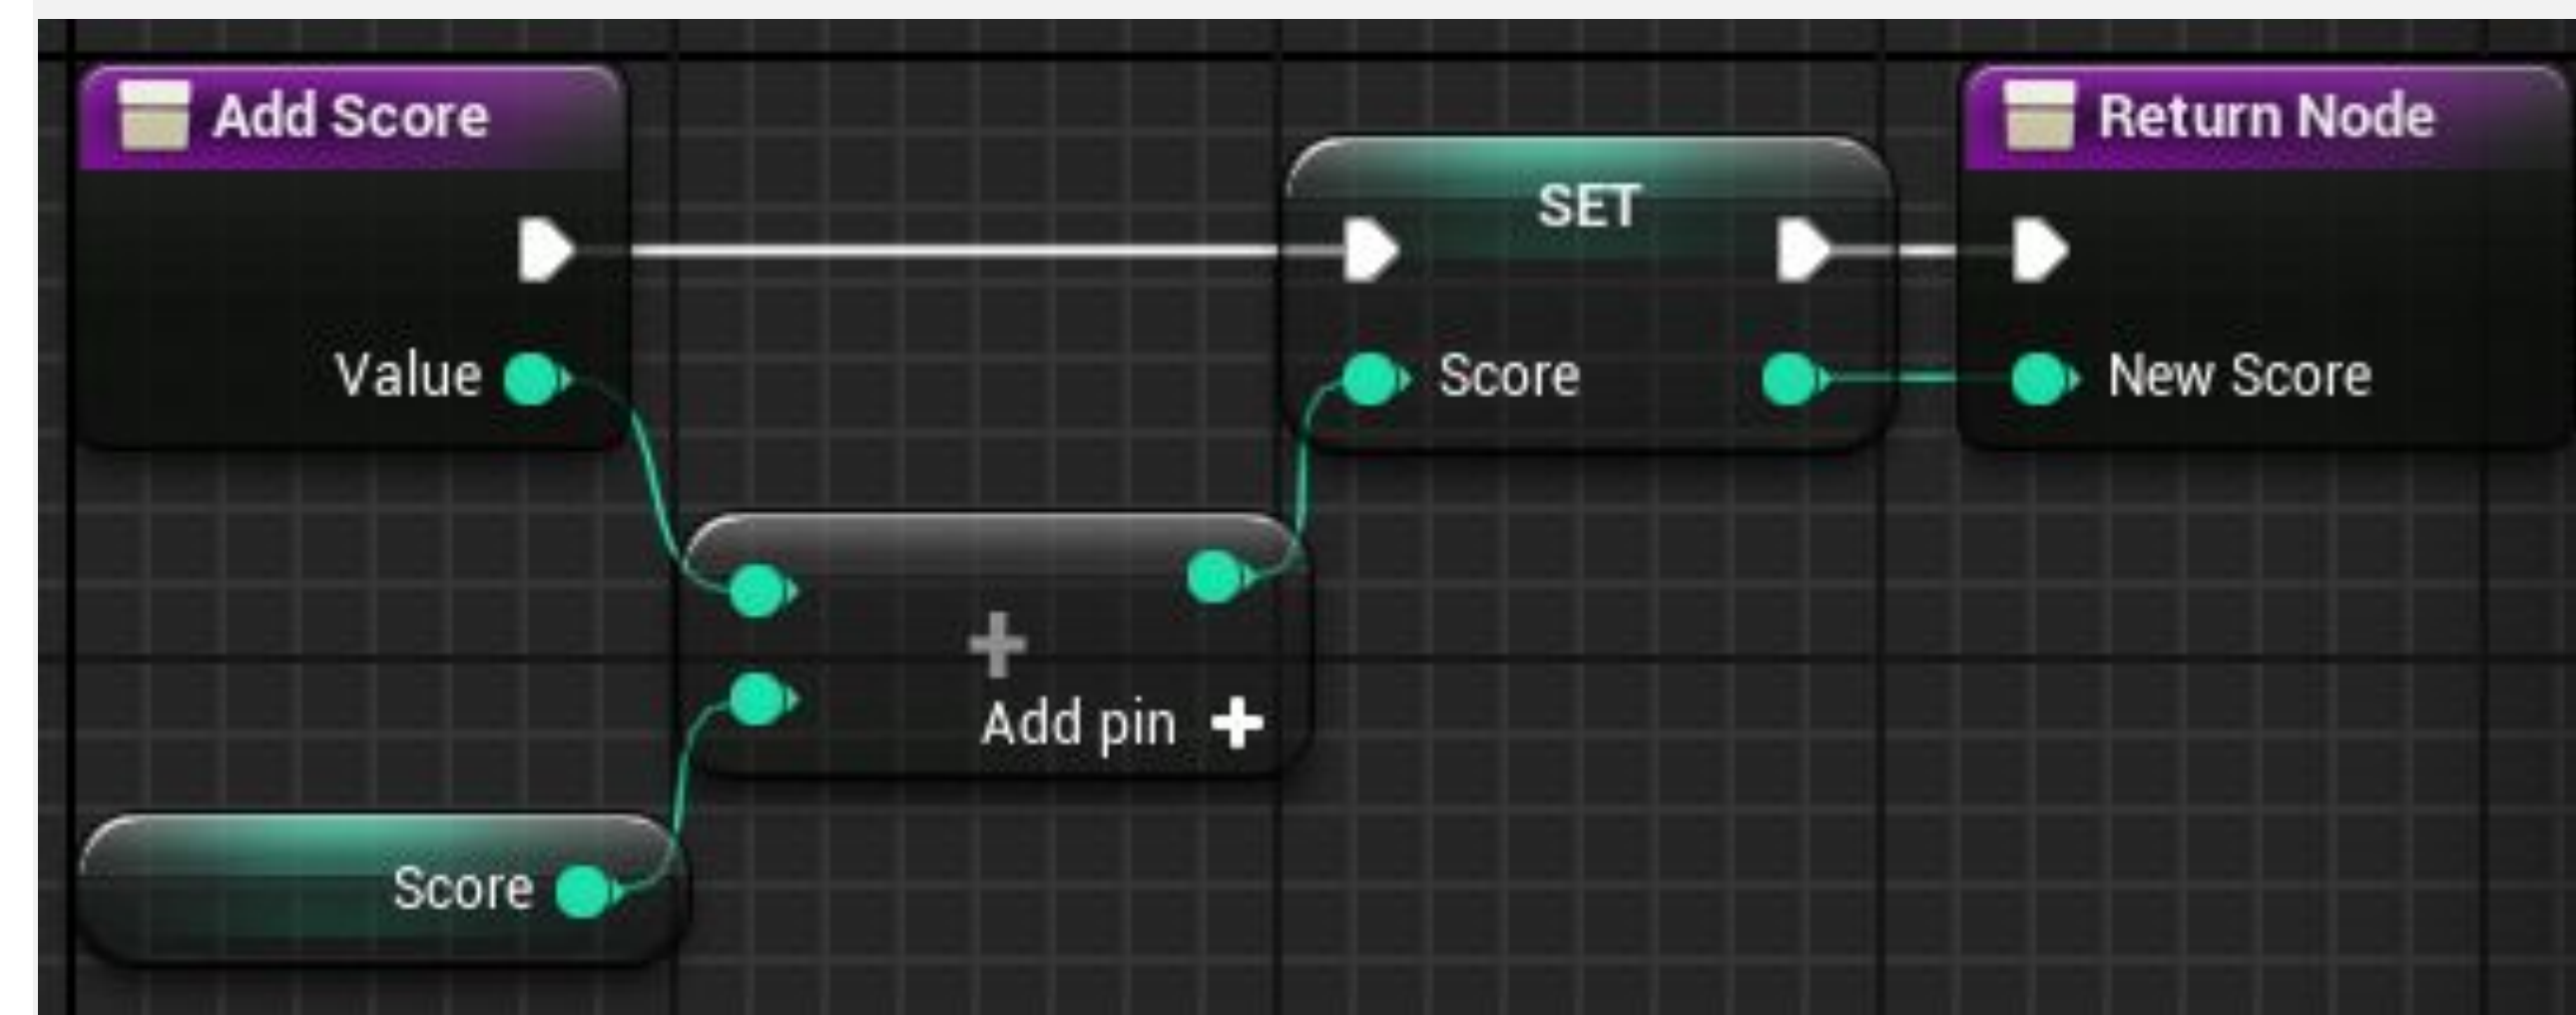 Add Score
Return Node
SET
Value
Score
New Score
Add pin
Score